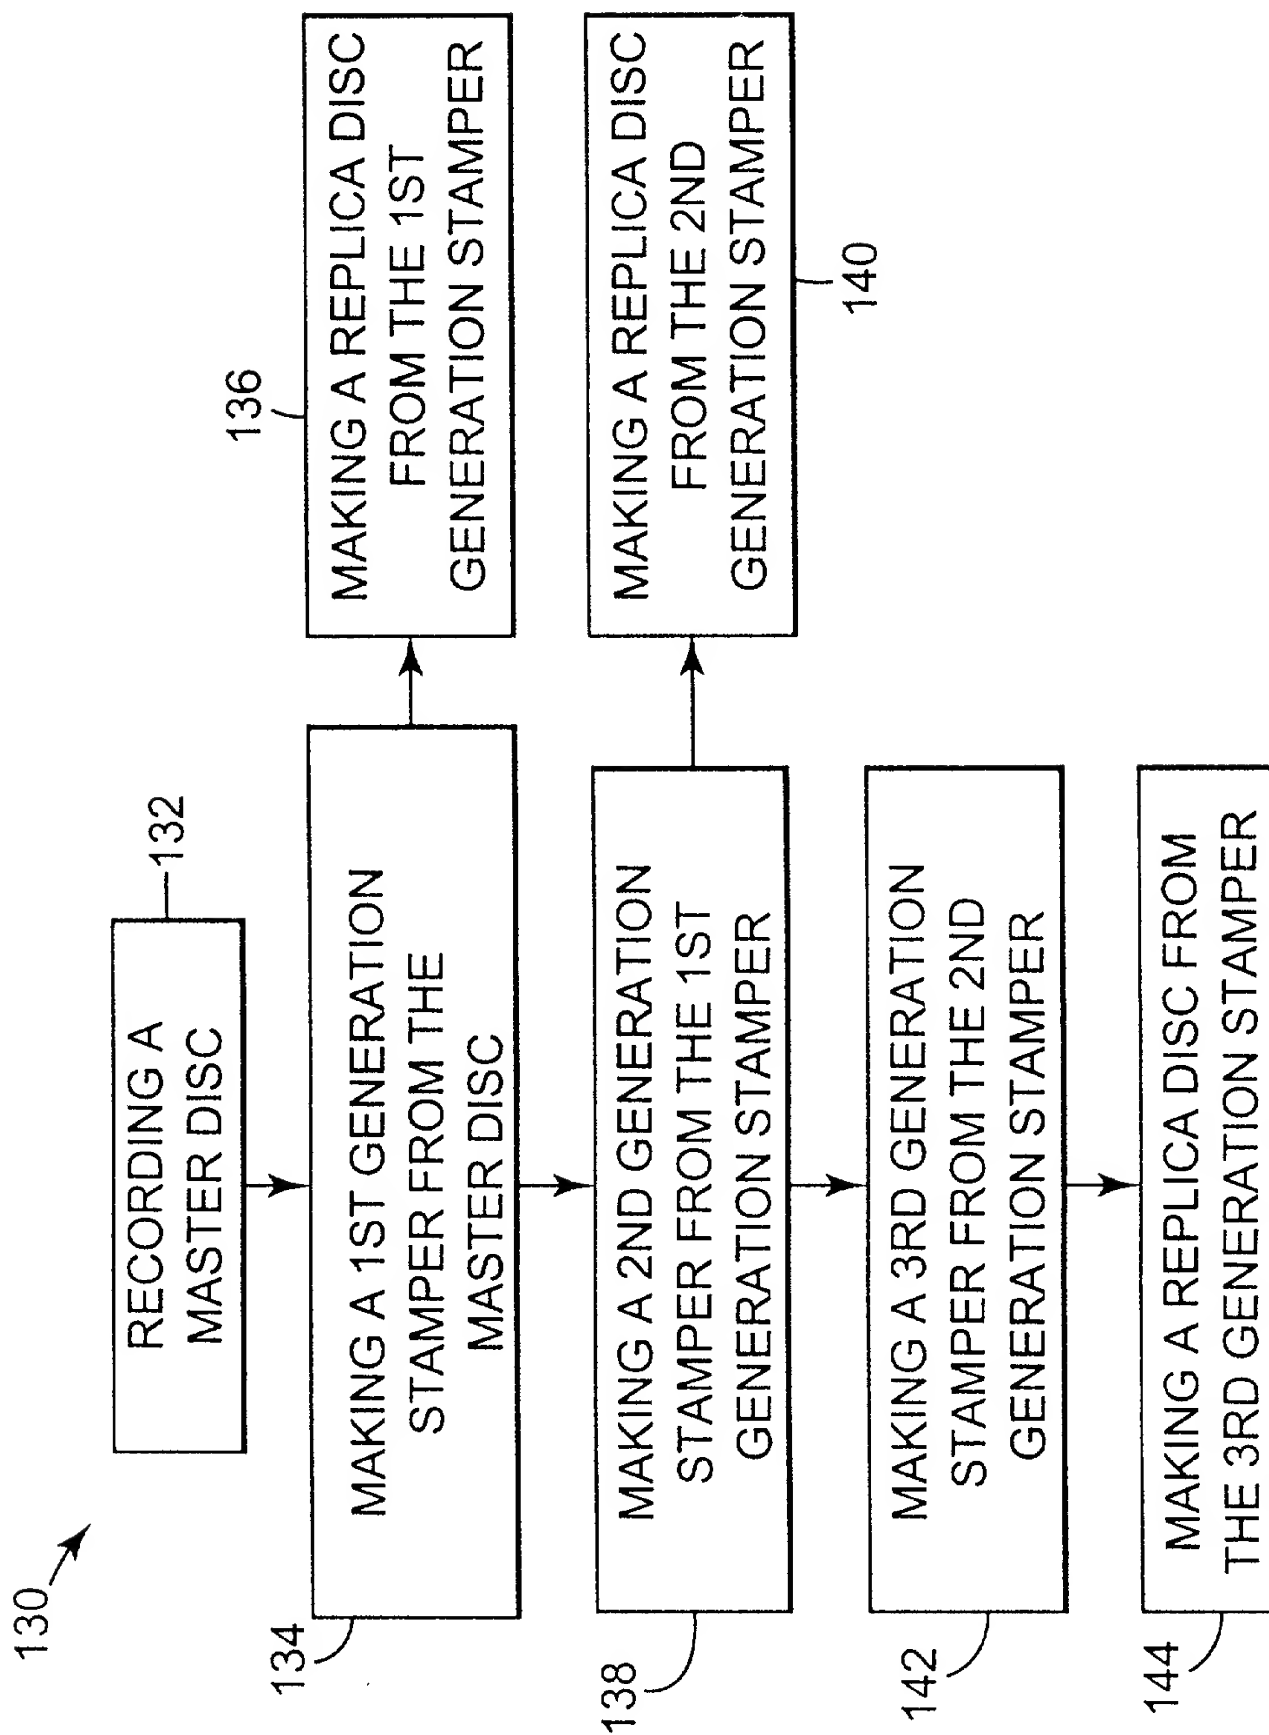 130
132
RECORDING A
MASTER DISC
134
MAKING A 1ST GENERATION
STAMPER FROM THE
MASTER DISC
136
MAKING A REPLICA DISC
FROM THE 1ST
GENERATION STAMPER
138
MAKING A 2ND GENERATION
STAMPER FROM THE 1ST
GENERATION STAMPER
MAKING A REPLICA DISC
FROM THE 2ND
GENERATION STAMPER
140
142
MAKING A 3RD GENERATION
STAMPER FROM THE 2ND
GENERATION STAMPER
144
MAKING A REPLICA DISC FROM
THE 3RD GENERATION STAMPER